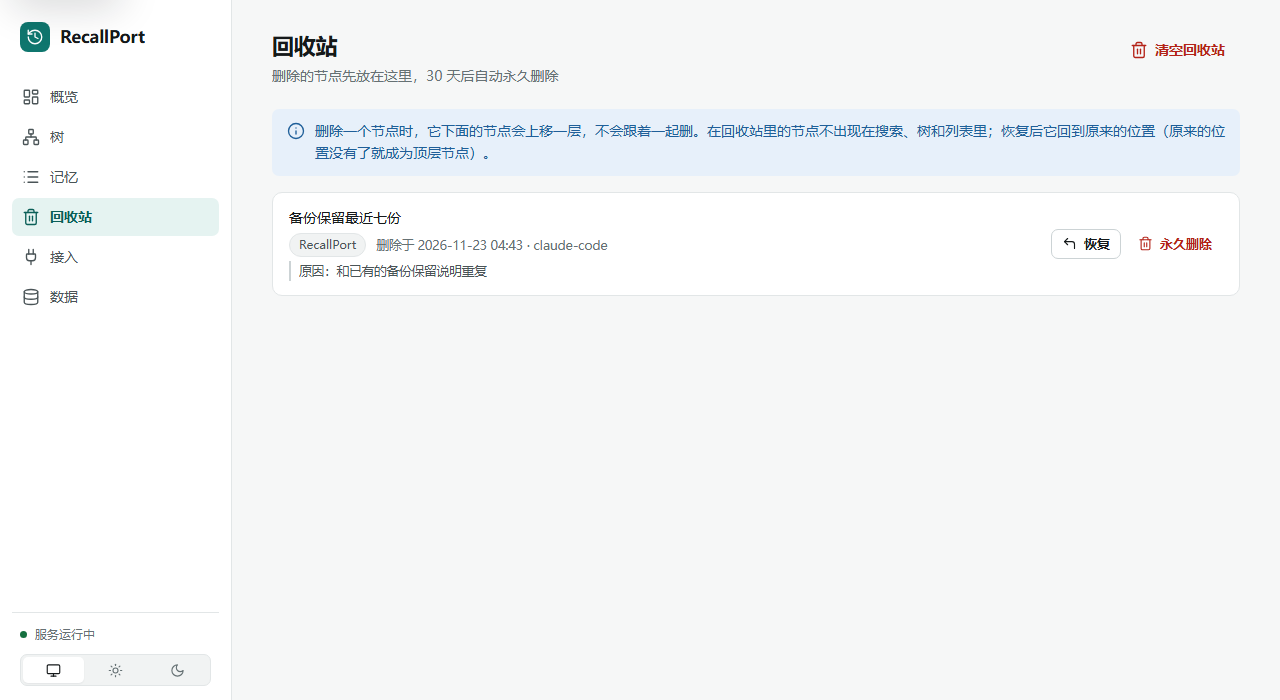 RecallPort
概览
树
记忆
回收站
接入
数据
服务运行中
回收站
删除的节点先放在这里，30 天后自动永久删除
清空回收站
删除一个节点时，它下面的节点会上移一层，不会跟着一起删。在回收站里的节点不出现在搜索、树和列表里；恢复后它回到原来的位置（原来的位
置没有了就成为顶层节点）。
备份保留最近七份
RecallPort 删除于 2026-11-23 04:43 · claude-code
原因：和已有的备份保留说明重复
恢复
永久删除